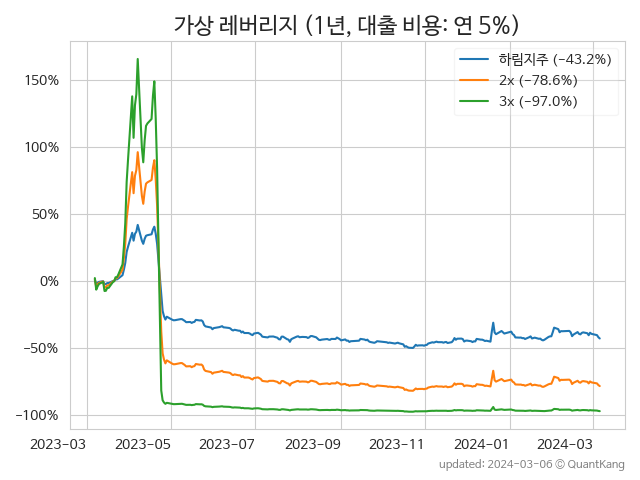 가상 레버리지 (1년, 대출 비용: 연 5%)
하림지주 (−43.2%)
2x (−78.6%)
3x (−97.0%)
150%
100%
50%
0%
−50%
−100%
2023-03
2023-05
2023-07
2023-09
2023-11
2024-01
2024-03
updated: 2024-03-06 © QuantKang